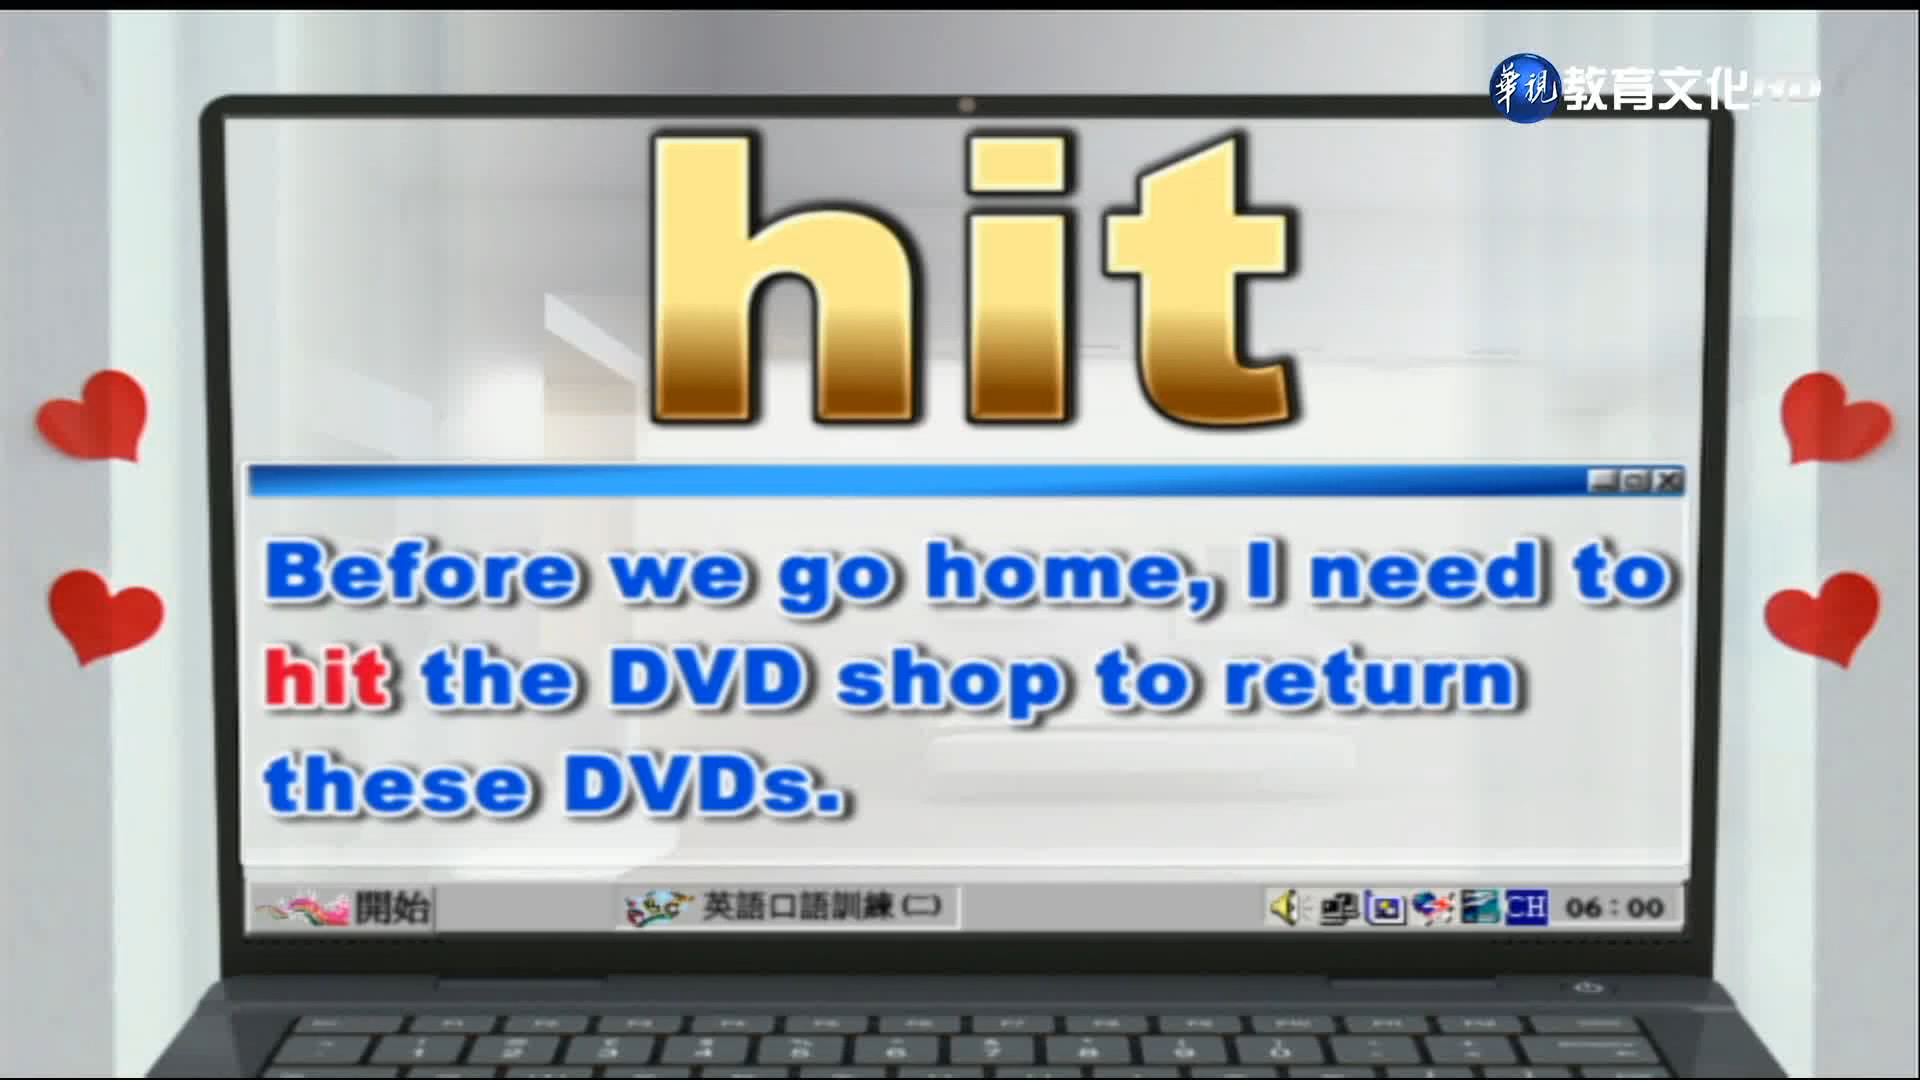 華視 教育文化 HD
hit
Before we go home, I need to
hit the DVD shop to return
these DVDs.
開始 英語口語訓練(二) CH 06:00